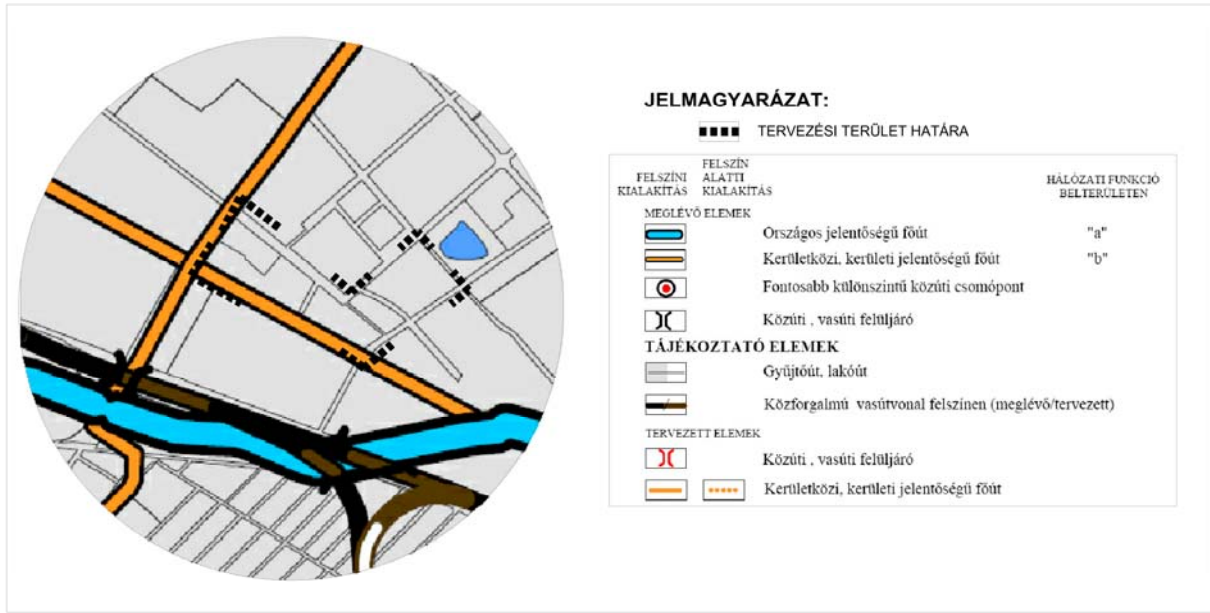 JELMAGYARÁZAT:
TERVEZÉSI TERÜLET HATÁRA
FELSZÍNI
KIALAKÍTÁS
FELSZÍN
ALATTI
KIALAKÍTÁS
HÁLÓZATI FUNKCIÓ
BELTERÜLETEN
MEGLÉVŐ ELEMEK
Országos jelentőségű főút "a"
Kerületközi, kerületi jelentőségű főút "b"
Fontosabb különszintű közúti csomópont
Közúti , vasúti felüljáró
TÁJÉKOZTATÓ ELEMEK
Gyűjtőút, lakóút
Közforgalmú vasútvonal felszínen (meglévő/tervezett)
TERVEZETT ELEMEK
Közúti , vasúti felüljáró
Kerületközi, kerületi jelentőségű főút